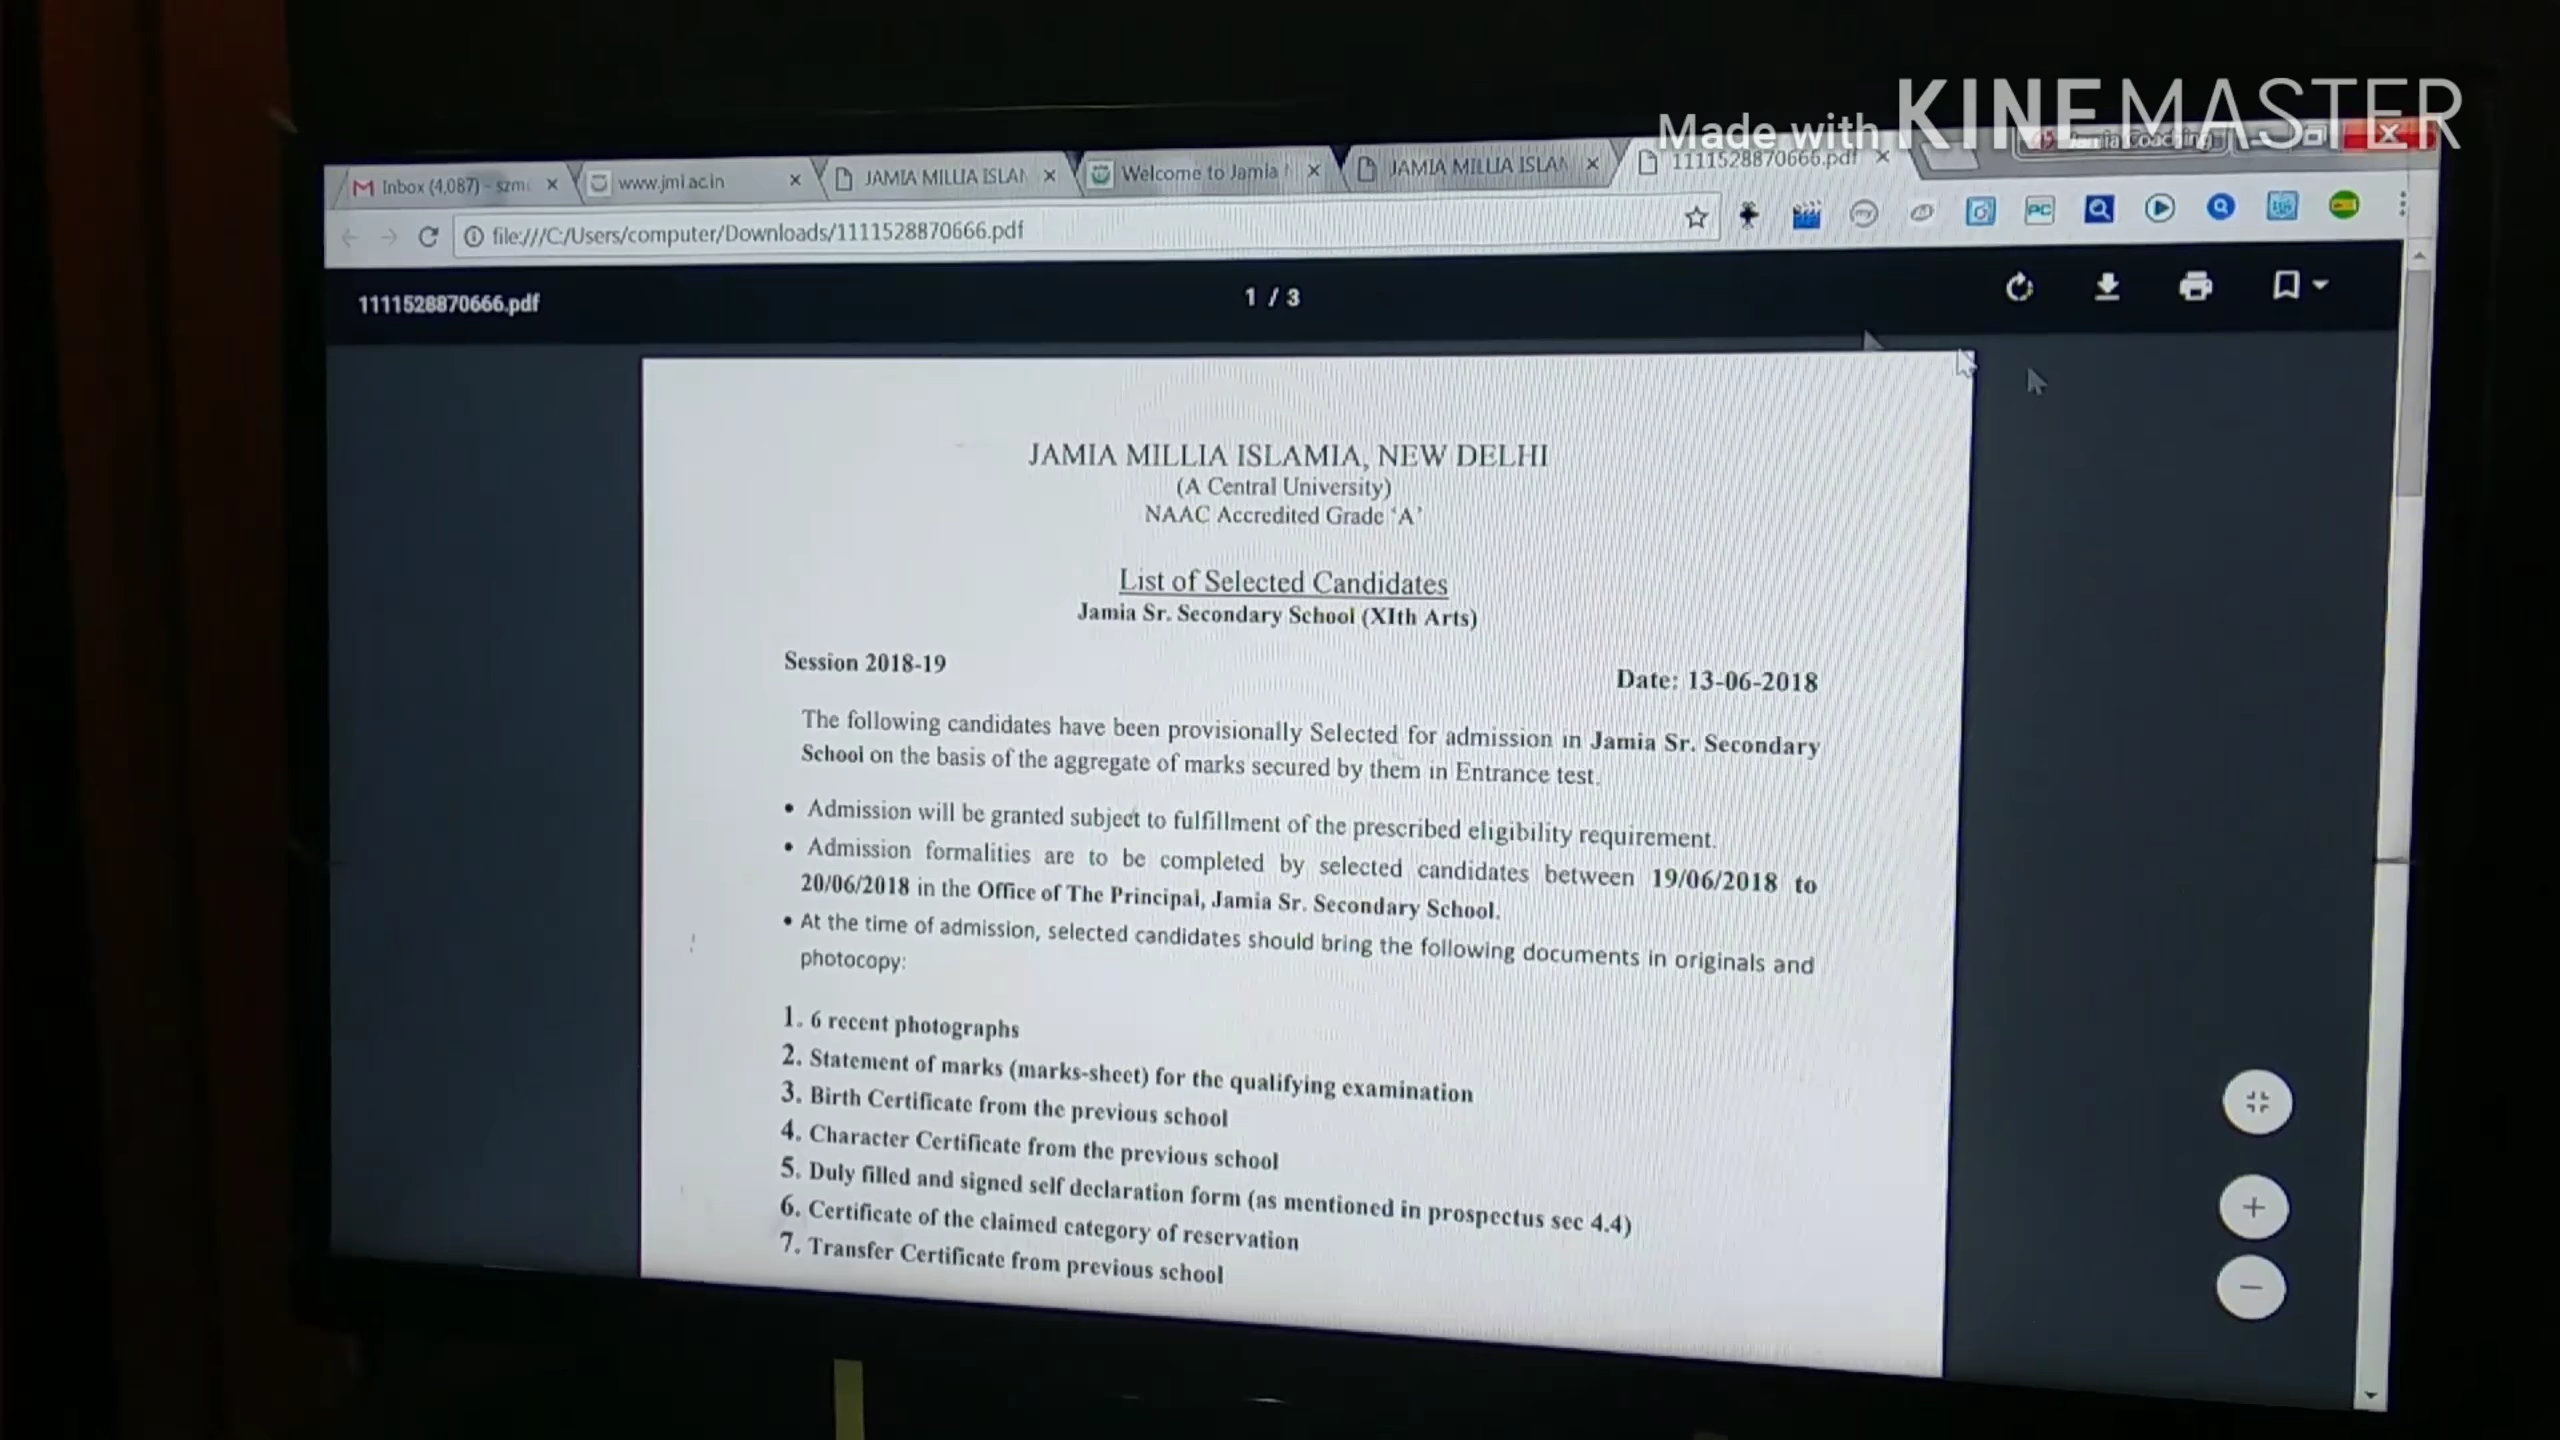 Made with KINEMASTER
Inbox (4,087) - szm
www.jmi.ac.in
JAMIA MILLIA ISLAM
Welcome to Jamia
JAMIA MILLIA ISLAM
1111528870666.pdf
Jamia Coaching
file:///C:/Users/computer/Downloads/1111528870666.pdf
1111528870666.pdf
1 / 3
JAMIA MILLIA ISLAMIA, NEW DELHI
(A Central University)
NAAC Accredited Grade ‘A’
List of Selected Candidates
Jamia Sr. Secondary School (XIth Arts)
Session 2018-19
Date: 13-06-2018
The following candidates have been provisionally Selected for admission in Jamia Sr. Secondary
School on the basis of the aggregate of marks secured by them in Entrance test.
• Admission will be granted subject to fulfillment of the prescribed eligibility requirement.
• Admission formalities are to be completed by selected candidates between 19/06/2018 to
20/06/2018 in the Office of The Principal, Jamia Sr. Secondary School.
• At the time of admission, selected candidates should bring the following documents in originals and
photocopy:
1. 6 recent photographs
2. Statement of marks (marks-sheet) for the qualifying examination
3. Birth Certificate from the previous school
4. Character Certificate from the previous school
5. Duly filled and signed self declaration form (as mentioned in prospectus sec 4.4)
6. Certificate of the claimed category of reservation
7. Transfer Certificate from previous school